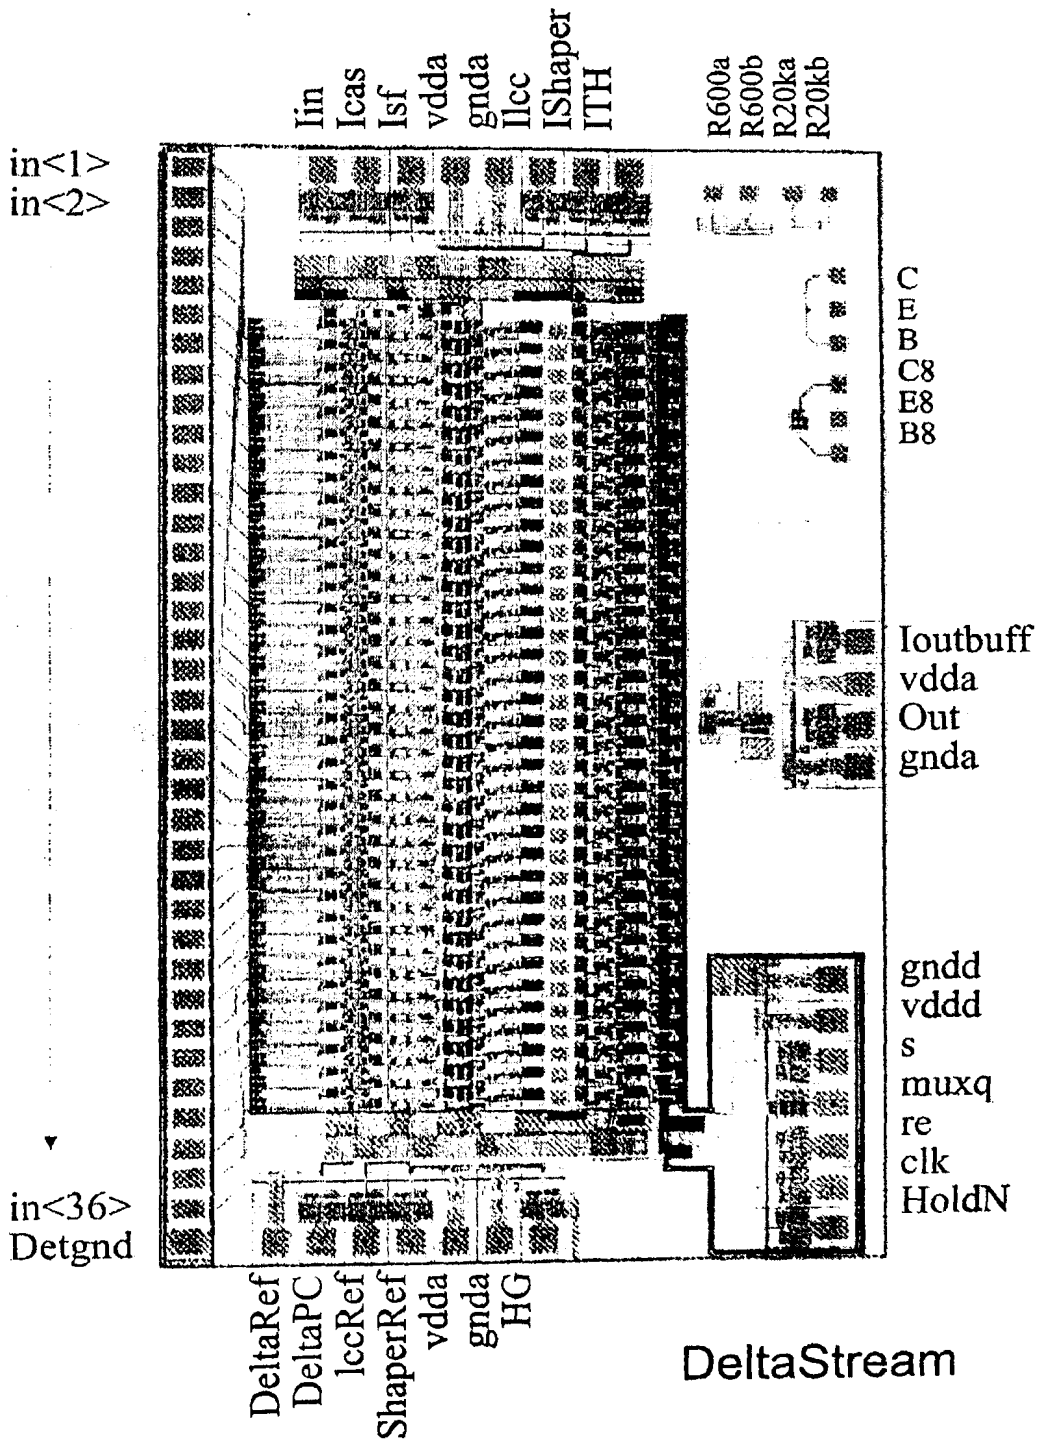 Iin
Icas
Isf
vdda
gnda
Ilcc
IShaper
ITH
R600a
R600b
R20ka
R20kb
in<1>
in<2>
C
E
B
C8
E8
B8
Ioutbuff
vdda
Out
gnda
gndd
vddd
s
muxq
re
clk
HoldN
in<36>
Detgnd
DeltaRef
DeltaPC
lccRef
ShaperRef
vdda
gnda
HG
DeltaStream